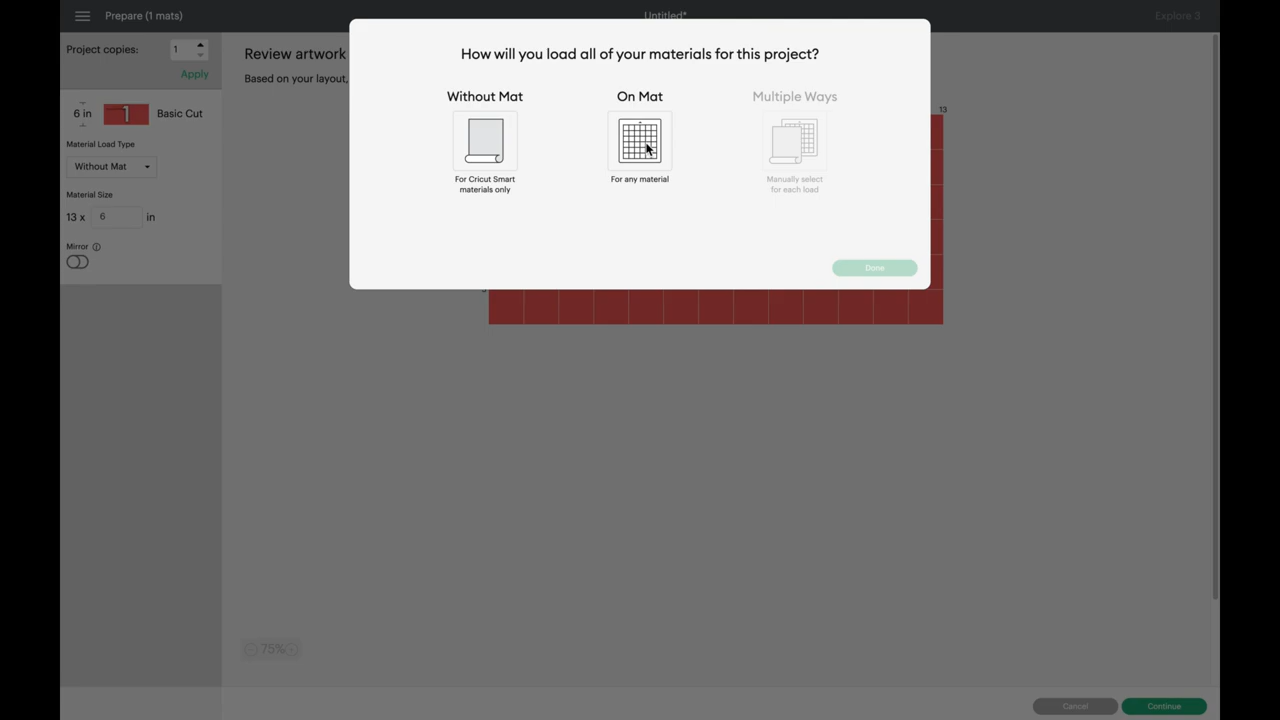 Prepare (1 mats)
Untitled*
Explore 3
Project copies:
1
Apply
6 in
1
Basic Cut
Material Load Type
Without Mat
Material Size
13 x
6
in
Mirror
Review artwork
Based on your layout,
13
How will you load all of your materials for this project?
Without Mat
For Cricut Smart
materials only
On Mat
For any material
Multiple Ways
Manually select
for each load
Done
75%
Cancel
Continue